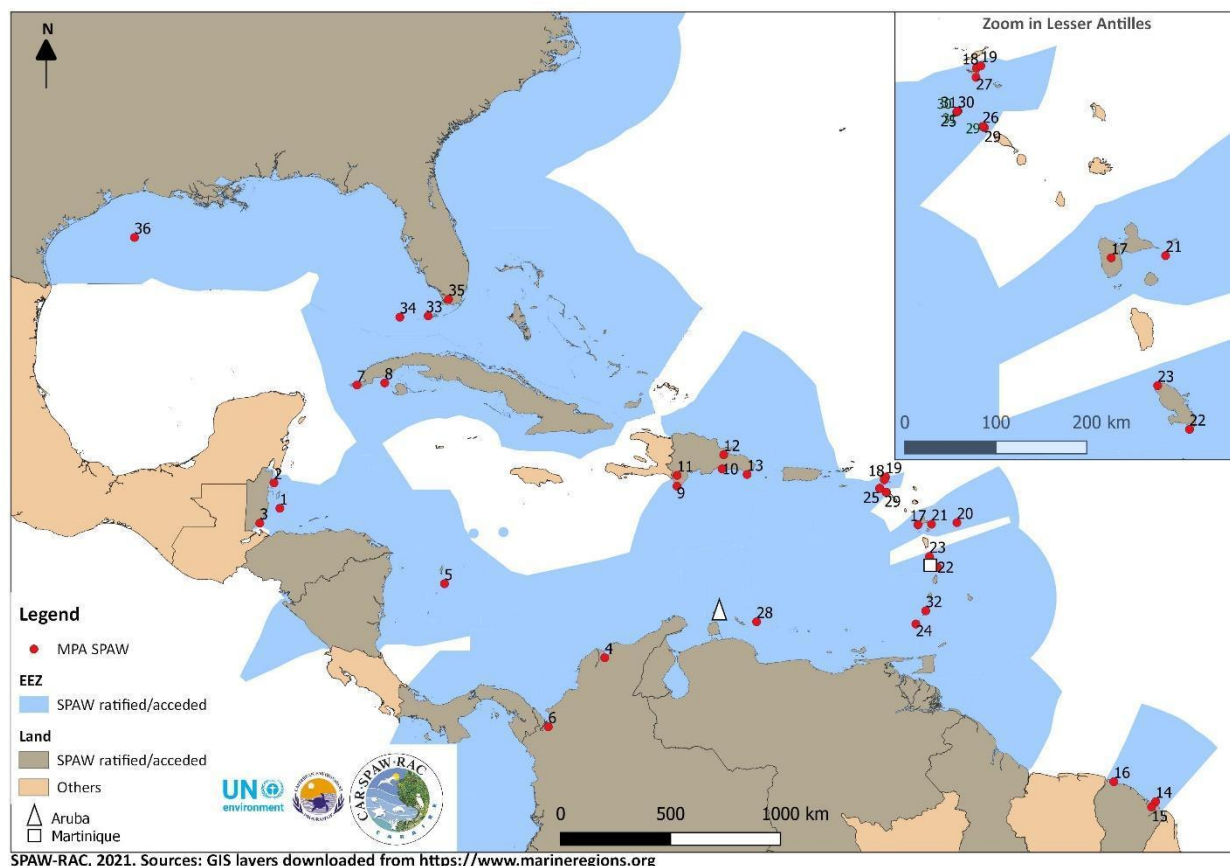 N
Zoom in Lesser Antilles
18 19
27
30
31 30
25
26
29
29
17
21
23
22
0 100 200 km
36
35
34 33
7 8
12
11 10 13
9
2
1
3
18 19
25 29
17 21 20
23
22
5
32
24
28
4
6
16
14
15
Legend
MPA SPAW
EEZ
SPAW ratified/acceded
Land
SPAW ratified/acceded
Others
Aruba
Martinique
UN
environment
CAR-SPAW-RAC
CARAIBE
0 500 1000 km
SPAW-RAC, 2021. Sources: GIS layers downloaded from https://www.marineregions.org